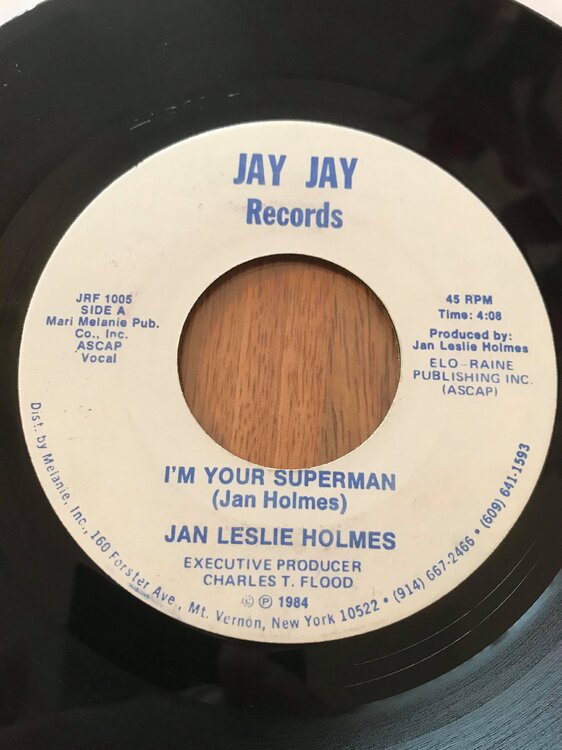 JAY JAY
Records
JRF 1005
SIDE A
Mari Melanie Pub.
Co., Inc.
ASCAP
Vocal
45 RPM
Time: 4:08
Produced by:
Jan Leslie Holmes
ELO-RAINE
PUBLISHING INC.
(ASCAP)
I'M YOUR SUPERMAN
(Jan Holmes)
JAN LESLIE HOLMES
EXECUTIVE PRODUCER
CHARLES T. FLOOD
© ℗ 1984
Dist. by Melanie, Inc., 160 Forster Ave., Mt. Vernon, New York 10522 • (914) 667-2466 • (609) 641-1593